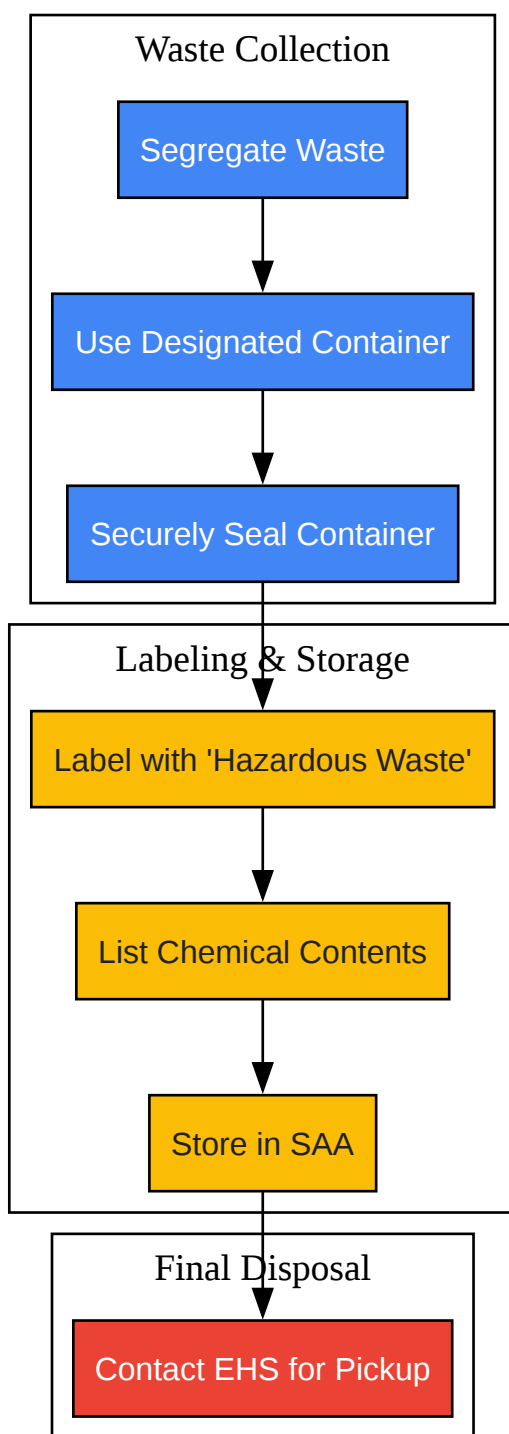 Waste Collection
Segregate Waste
Use Designated Container
Securely Seal Container
Labeling & Storage
Label with 'Hazardous Waste'
List Chemical Contents
Store in SAA
Final Disposal
Contact EHS for Pickup